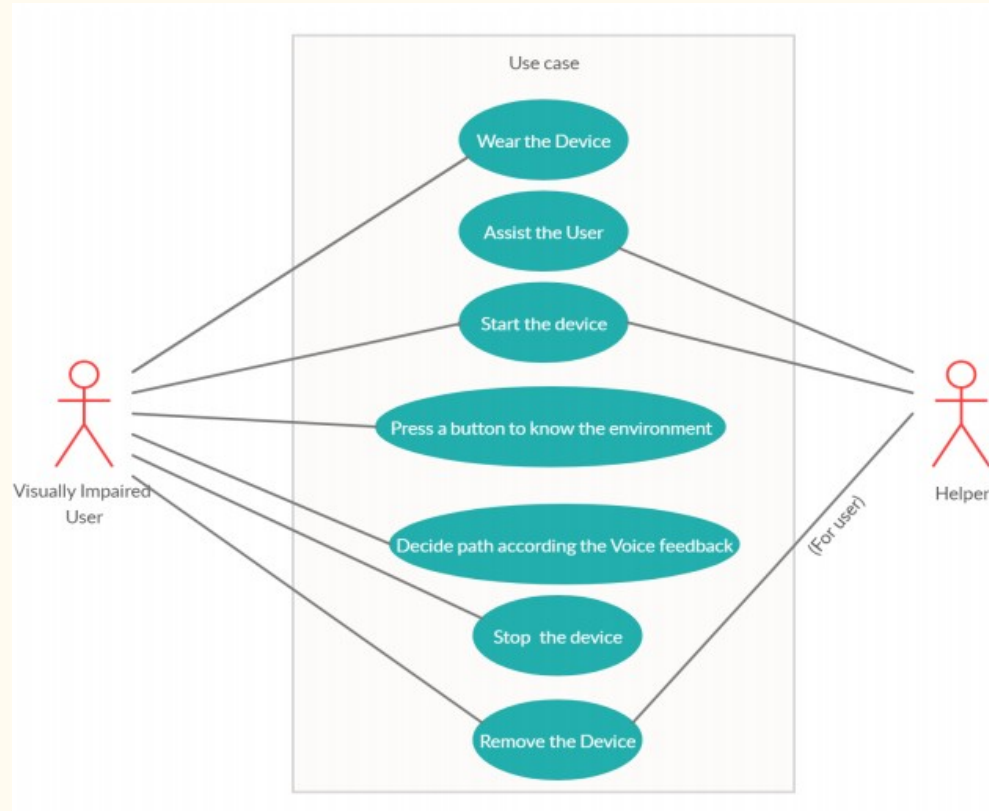 Use case
Wear the Device
Assist the User
Start the device
Press a button to know the environment
Visually Impaired
User
Helper
(For user)
Decide path according the Voice feedback
Stop the device
Remove the Device